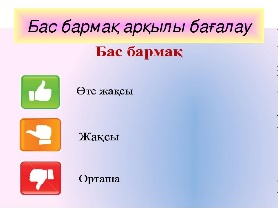 Бас бармақ арқылы бағалау
Бас бармақ
Өте жақсы
Жақсы
Орташа